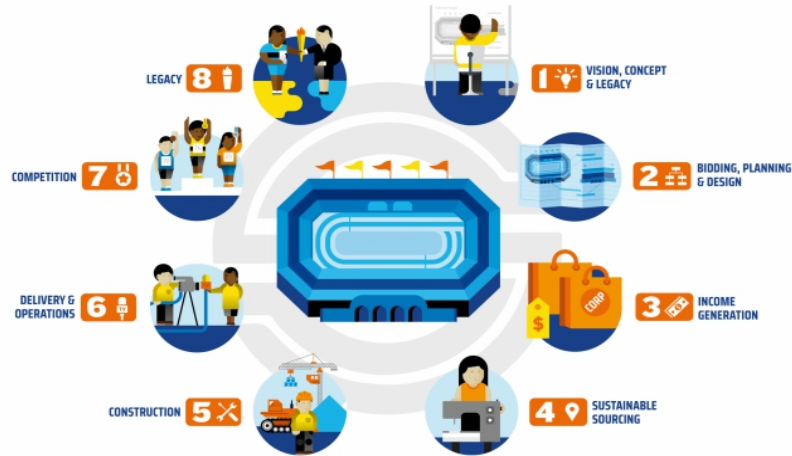 1
VISION, CONCEPT
& LEGACY
2
BIDDING, PLANNING
& DESIGN
3
INCOME
GENERATION
CORP
$
4
SUSTAINABLE
SOURCING
5
CONSTRUCTION
6
DELIVERY &
OPERATIONS
7
COMPETITION
8
LEGACY